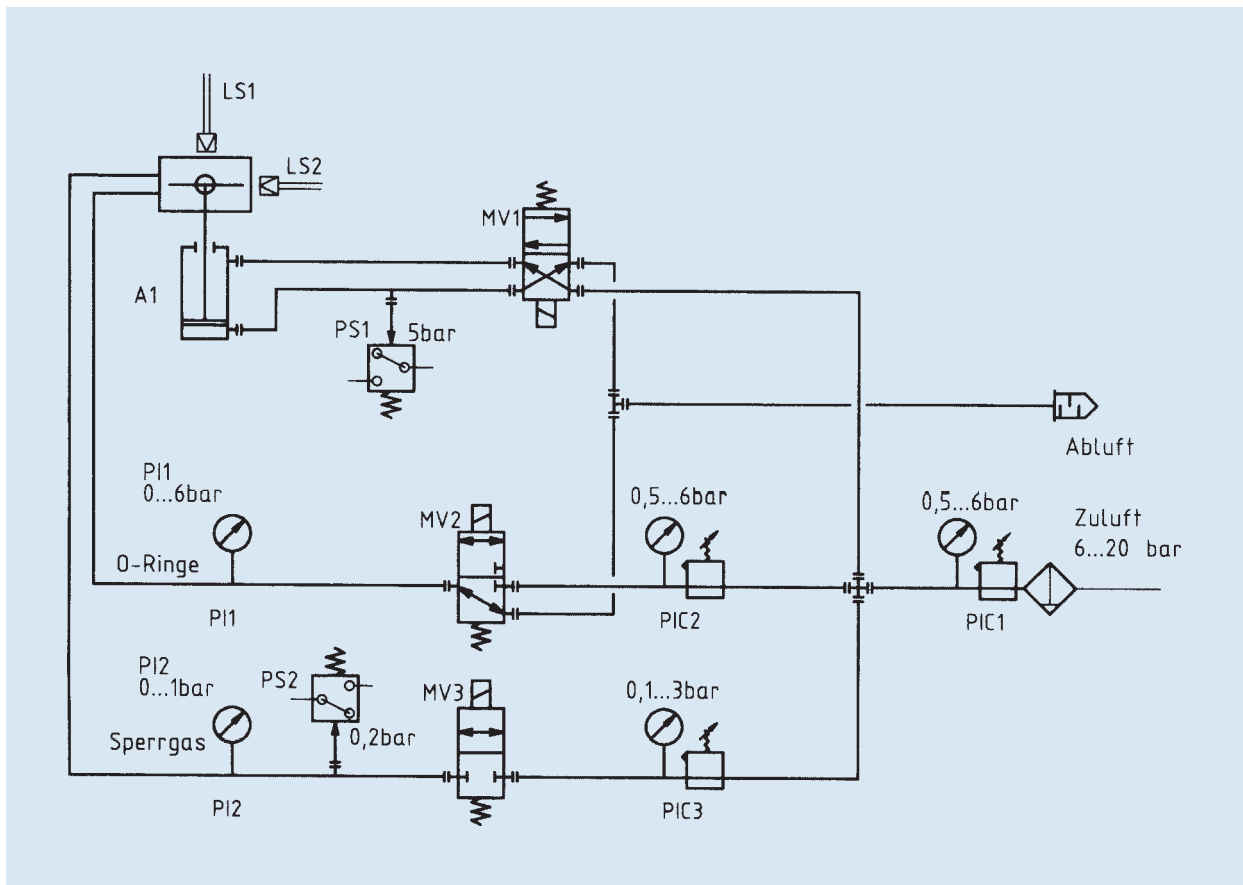 LS1
LS2
MV1
A1
PS1
5bar
Abluft
PI1
0...6bar
O-Ringe
PI1
MV2
0,5...6bar
PIC2
0,5...6bar
PIC1
Zuluft
6...20 bar
PI2
0...1bar
Sperrgas
PI2
PS2
0,2bar
MV3
0,1...3bar
PIC3